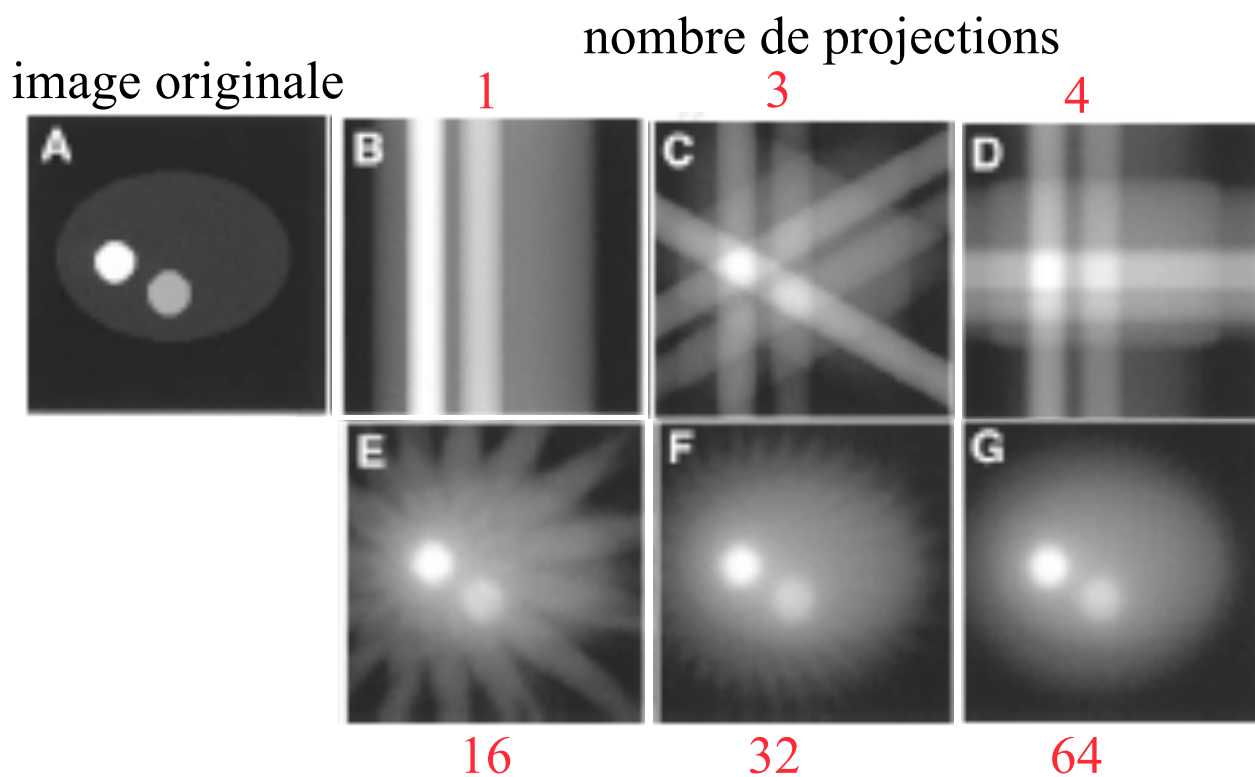 nombre de projections
image originale
1 3 4
A B C D
E F G
16 32 64